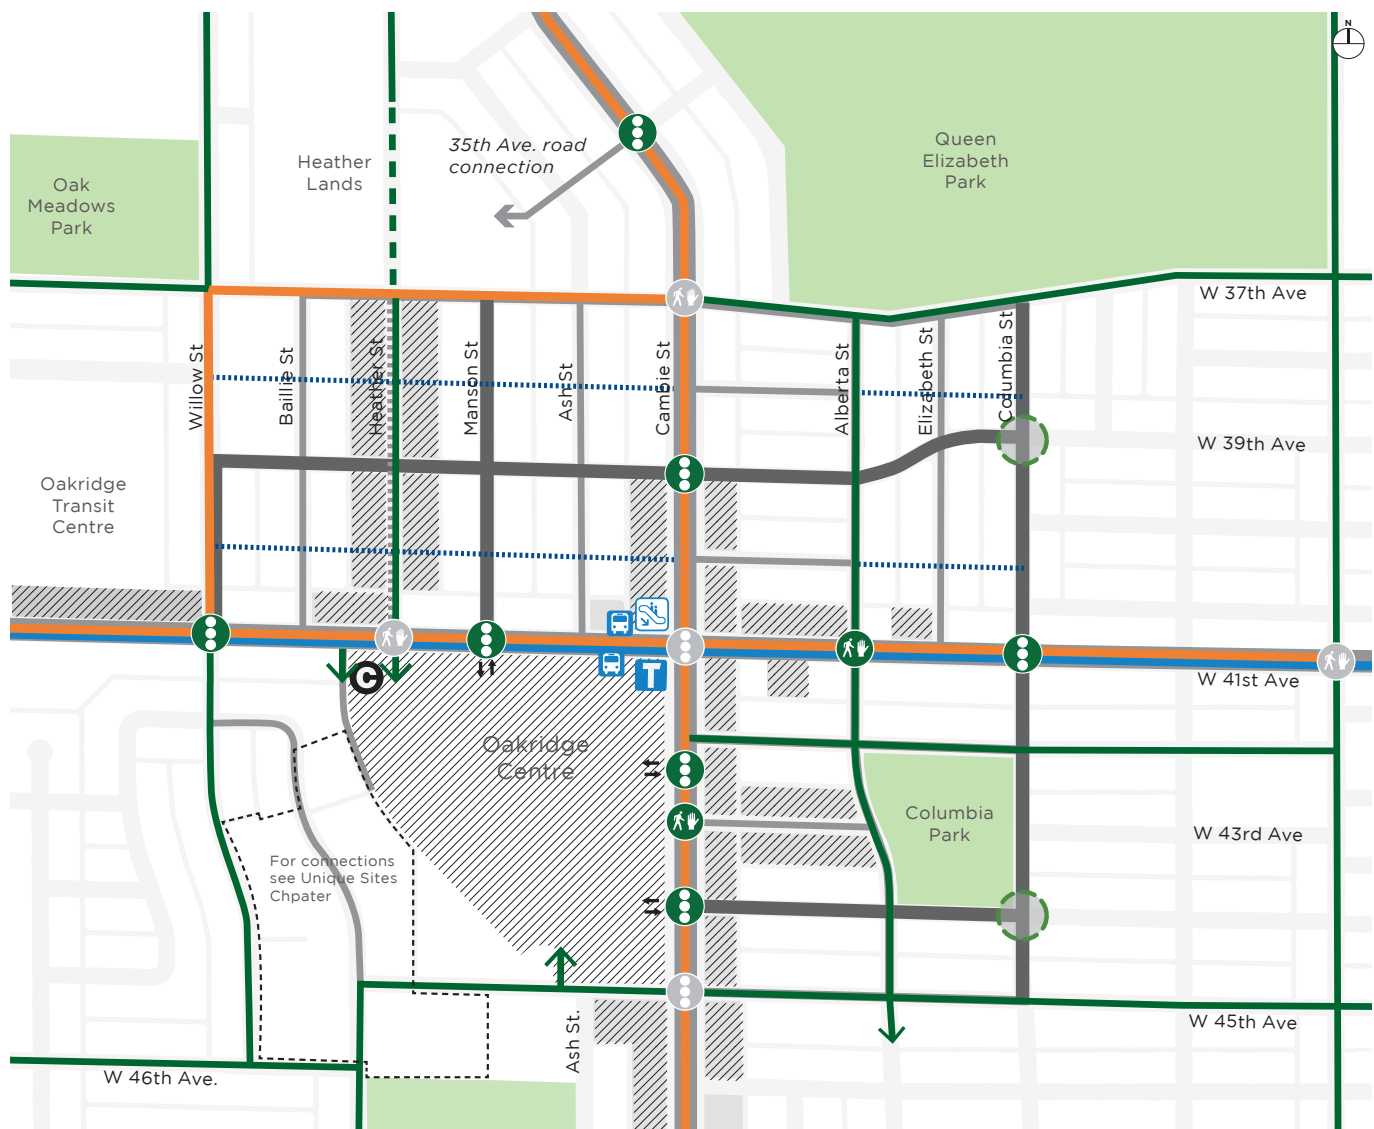 N
35th Ave. road
connection
Queen
Elizabeth
Park
Heather
Lands
Oak
Meadows
Park
W 37th Ave
Willow St
Baillie St
Heather St
Manson St
Ash St
Cambie St
Alberta St
Elizabeth St
Columbia St
W 39th Ave
Oakridge
Transit
Centre
C
T
W 41st Ave
Oakridge
Centre
Columbia
Park
W 43rd Ave
For connections
see Unique Sites
Chpater
Ash St.
W 45th Ave
W 46th Ave.